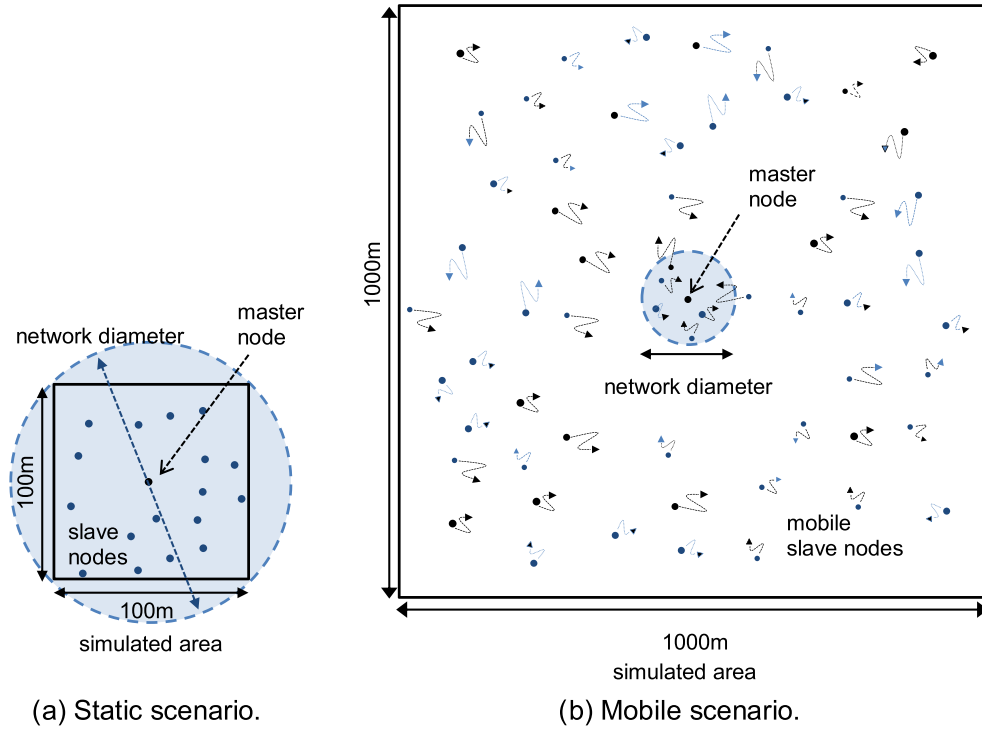 master
node
network diameter
100m
slave
nodes
100m
simulated area
(a) Static scenario.
1000m
master
node
network diameter
mobile
slave nodes
1000m
simulated area
(b) Mobile scenario.